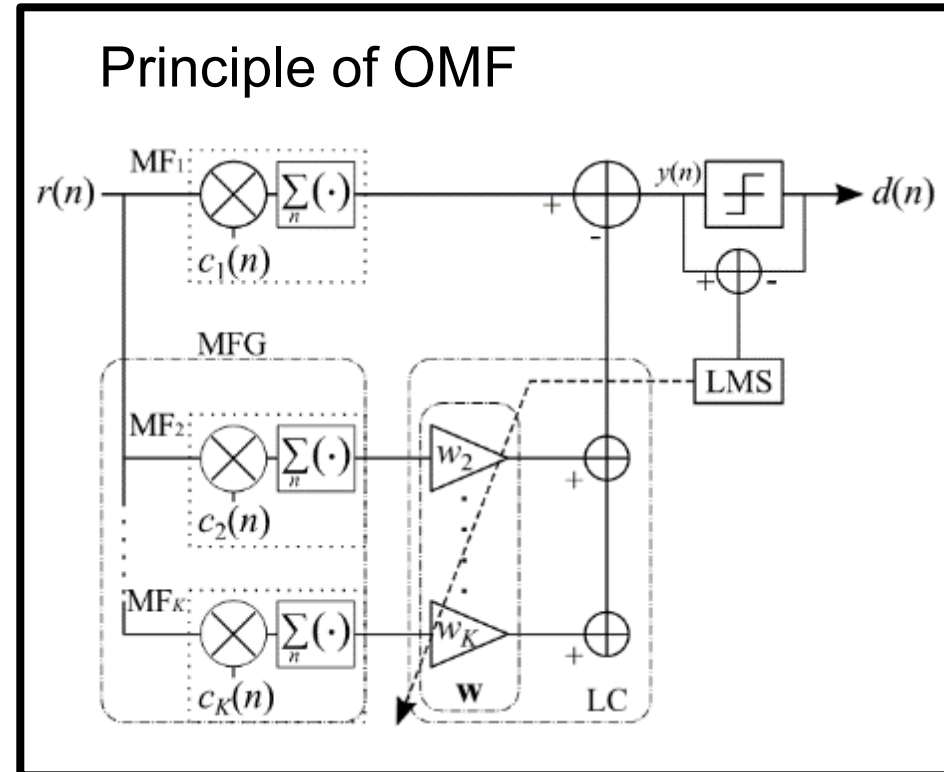 Principle of OMF
MF₁
r(n)
∑ₙ(·)
c₁(n)
+
-
y(n)
d(n)
+
-
LMS
MFG
MF₂
∑ₙ(·)
c₂(n)
w₂
+
MF_K
∑ₙ(·)
c_K(n)
w_K
+
w
LC